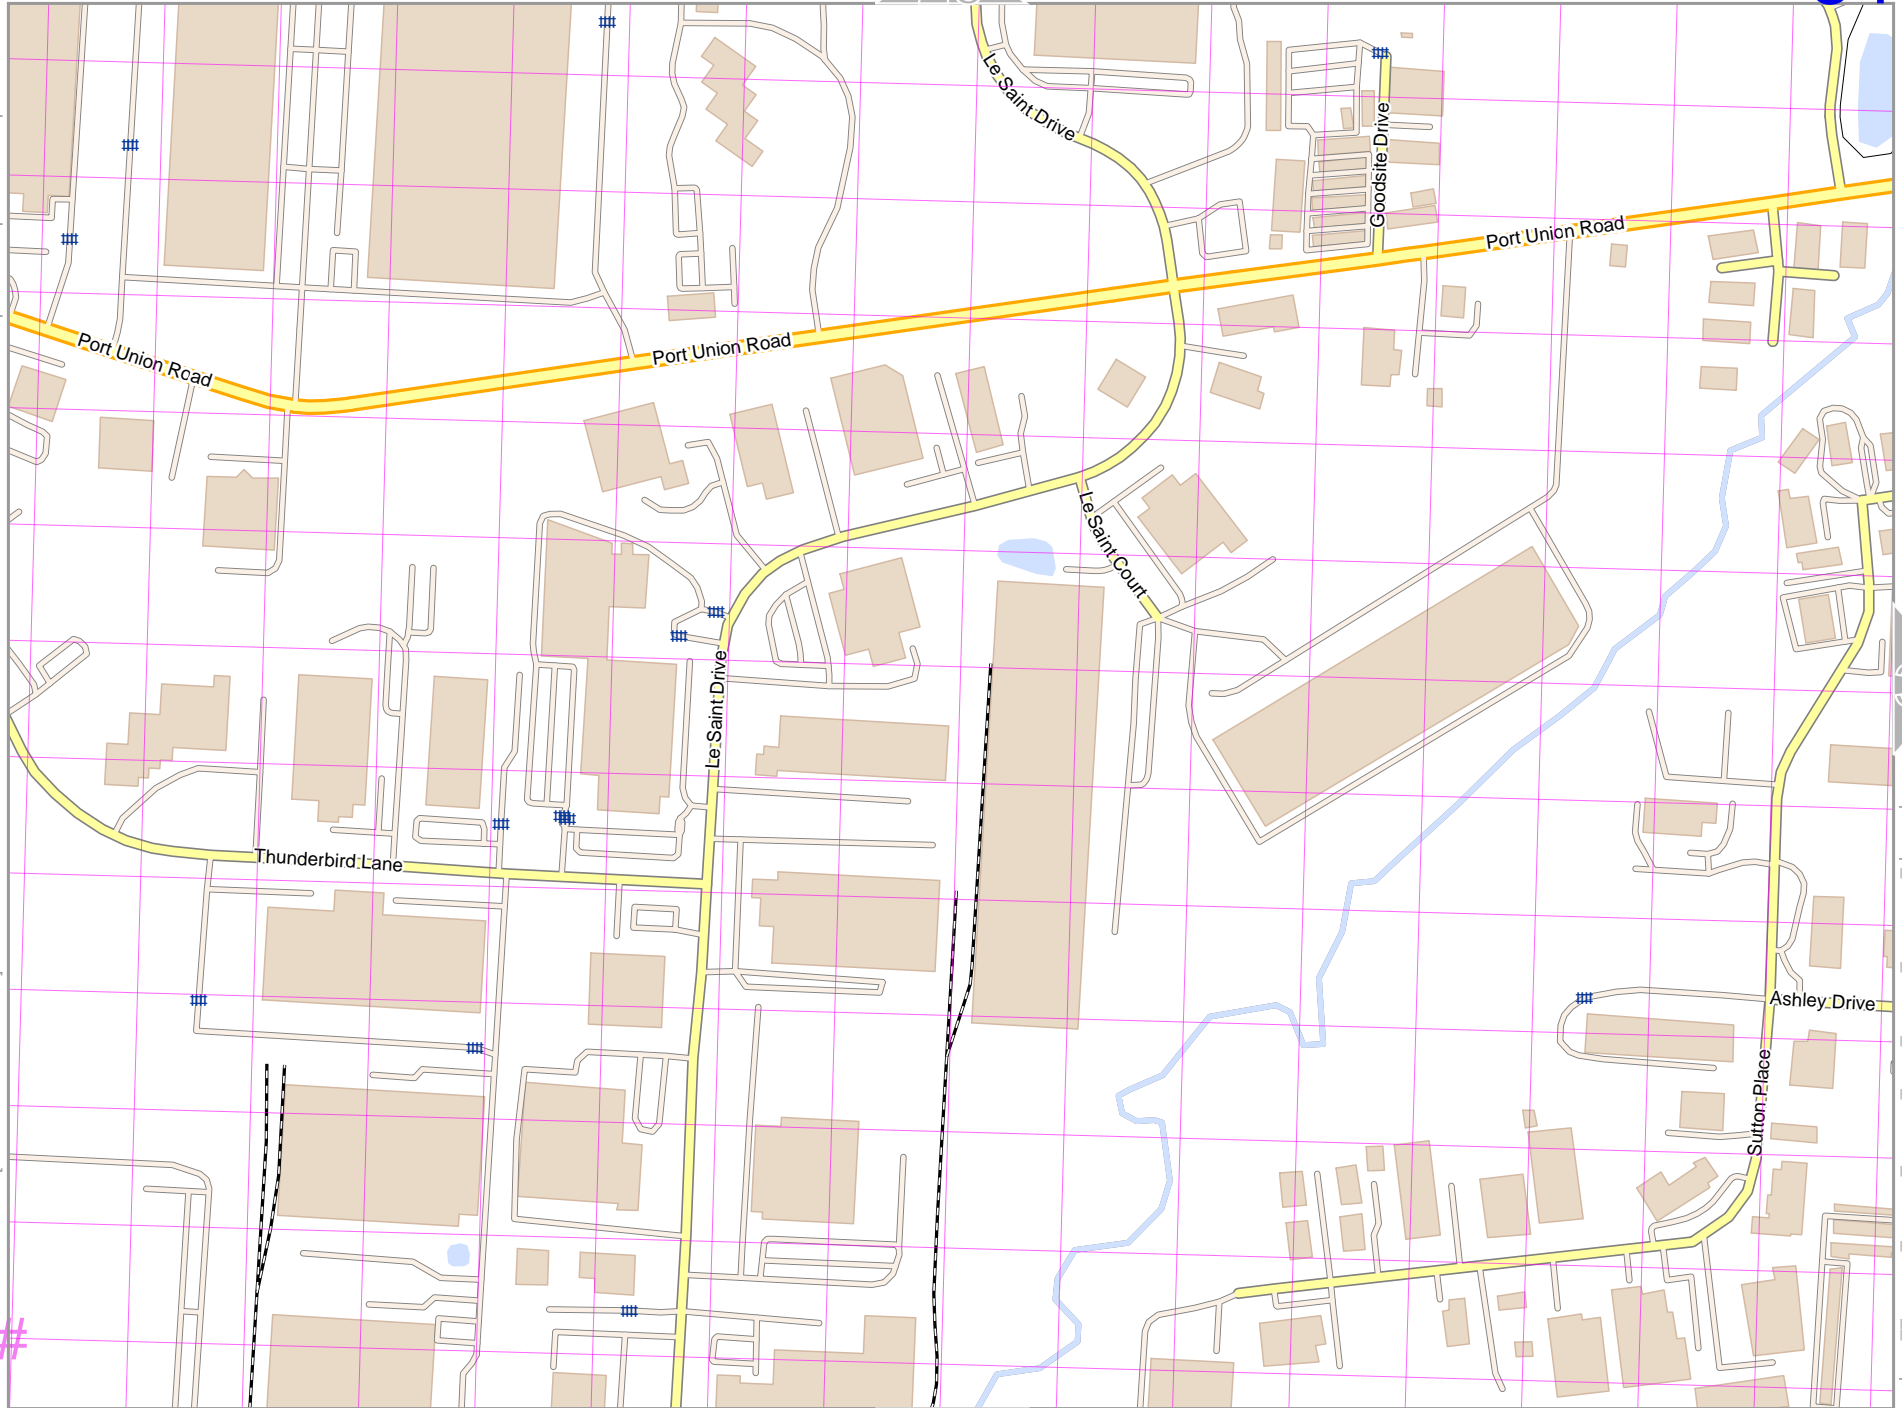 Le Saint Drive
Goodsite Drive
Port Union Road
Port Union Road
Port Union Road
Le Saint Court
Le Saint Drive
Thunderbird Lane
Ashley Drive
Sutton Place
#